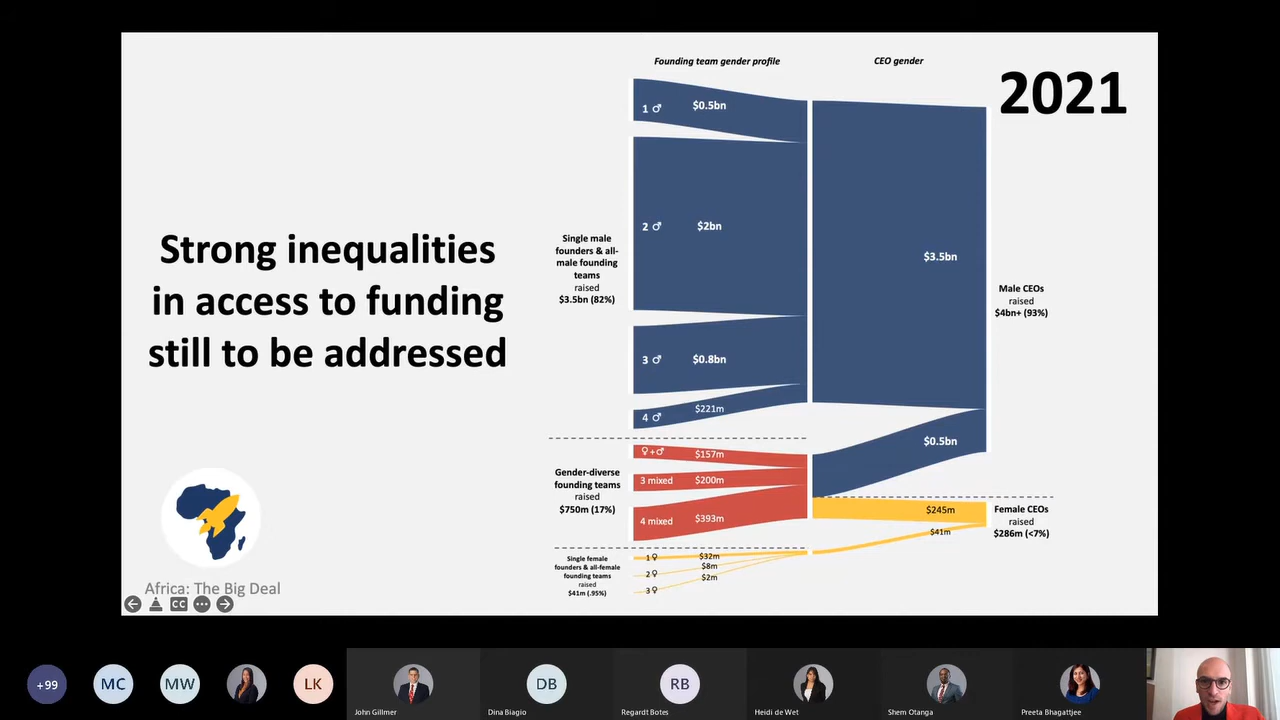 Founding team gender profile
CEO gender
2021
Strong inequalities
in access to funding
still to be addressed
Single male
founders & all-
male founding
teams
raised
$3.5bn (82%)
1 ♂ $0.5bn
2 ♂ $2bn
3 ♂ $0.8bn
4 ♂ $221m
$3.5bn
$0.5bn
Male CEOs
raised
$4bn+ (93%)
Gender-diverse
founding teams
raised
$750m (17%)
♀+♂ $157m
3 mixed $200m
4 mixed $393m
$245m
$41m
Female CEOs
raised
$286m (<7%)
Single female
founders & all-female
founding teams
raised
$41m (.95%)
1♀ $32m
2♀ $8m
3♀ $2m
Africa: The Big Deal
CC
+99
MC
MW
LK
John Gillmer
DB
Dina Biagio
RB
Regardt Botes
Heidi de Wet
Shem Otanga
Preeta Bhagattjee